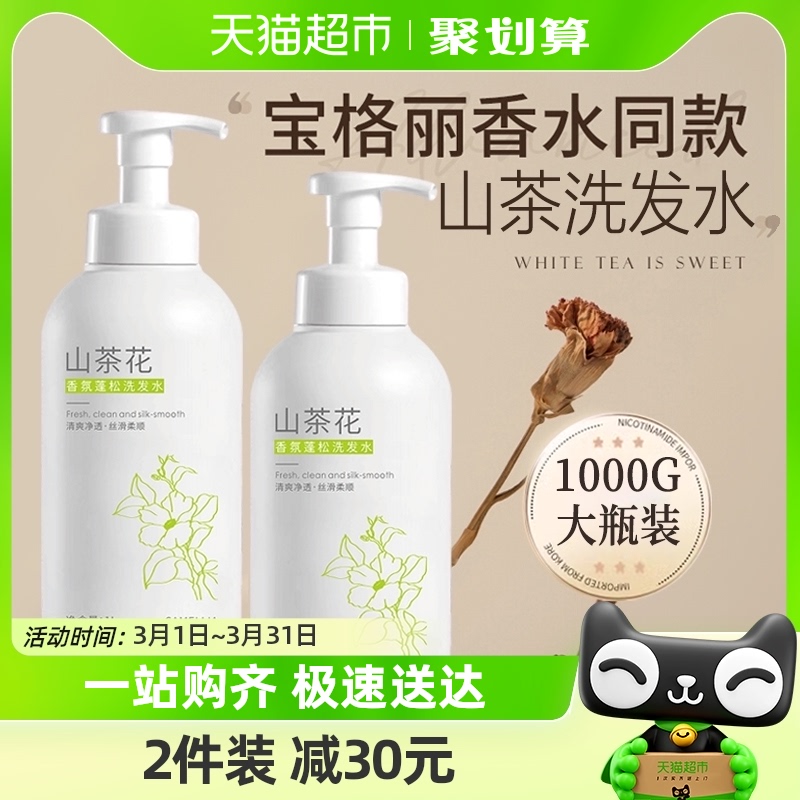 天猫超市 聚划算
“宝格丽香水同款
山茶洗发水”
WHITE TEA IS SWEET
山茶花
香氛蓬松洗发水
Fresh, clean and silk-smooth
清爽净透·丝滑柔顺
山茶花
香氛蓬松洗发水
Fresh, clean and silk-smooth
清爽净透·丝滑柔顺
NICOTINAMIDE IMPOR
1000G
大瓶装
IMPORTED FROM KORE
活动时间：3月1日~3月31日
一站购齐 极速送达
2件装 减30元
天猫超市